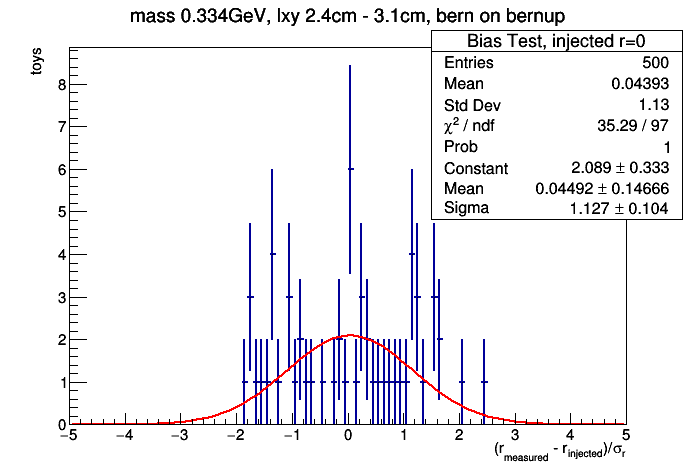 mass 0.334GeV, lxy 2.4cm - 3.1cm, bern on bernup
Bias Test, injected r=0
Entries 500
Mean 0.04393
Std Dev 1.13
χ² / ndf 35.29 / 97
Prob 1
Constant 2.089 ± 0.333
Mean 0.04492 ± 0.14666
Sigma 1.127 ± 0.104
toys
8
7
6
5
4
3
2
1
0
−5 −4 −3 −2 −1 0 1 2 3 4 5
(r_measured - r_injected)/σ_r